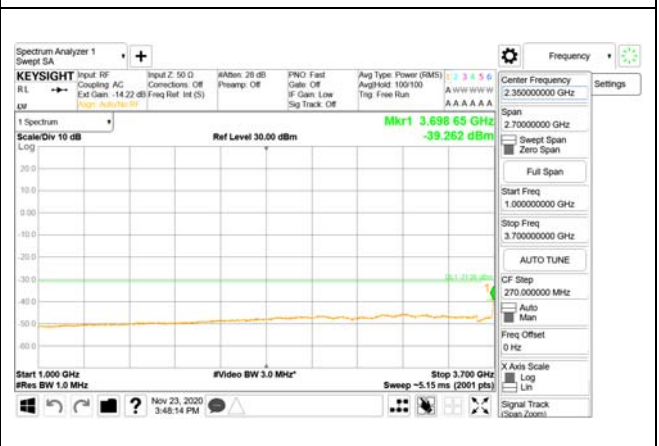 Spectrum Analyzer 1
Swept SA
Frequency
KEYSIGHT
RL
Input: RF
Coupling: AC
Ext Gain: -14.22 dB
Align: Auto/No RF
Input Z: 50 Ω
Corrections: Off
Freq Ref: Int (S)
#Atten: 28 dB
Preamp: Off
PNO: Fast
Gate: Off
IF Gain: Low
Sig Track: Off
Avg Type: Power (RMS)
Avg|Hold: 100/100
Trig: Free Run
1 2 3 4 5 6
A W W W W W
A A A A A A
1 Spectrum
Scale/Div 10 dB
Ref Level 30.00 dBm
Mkr1 3.698 65 GHz
-39.262 dBm
Log
20.0
10.0
0.00
-10.0
-20.0
-30.0
-40.0
-50.0
-60.0
1
Start 1.000 GHz
#Res BW 1.0 MHz
#Video BW 3.0 MHz*
Stop 3.700 GHz
Sweep ~5.15 ms (2001 pts)
Nov 23, 2020
3:48:14 PM
Center Frequency
2.350000000 GHz
Settings
Span
2.70000000 GHz
Swept Span
Zero Span
Full Span
Start Freq
1.000000000 GHz
Stop Freq
3.700000000 GHz
AUTO TUNE
CF Step
270.000000 MHz
Auto
Man
Freq Offset
0 Hz
X Axis Scale
Log
Lin
Signal Track
(Span Zoom)